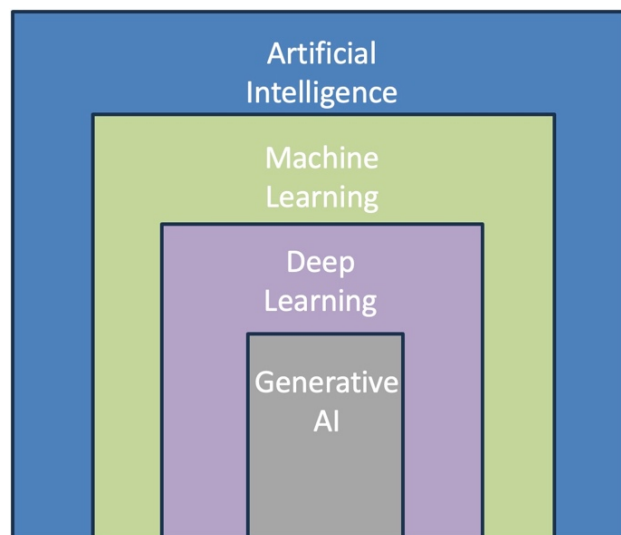 Artificial
Intelligence
Machine
Learning
Deep
Learning
Generative
AI